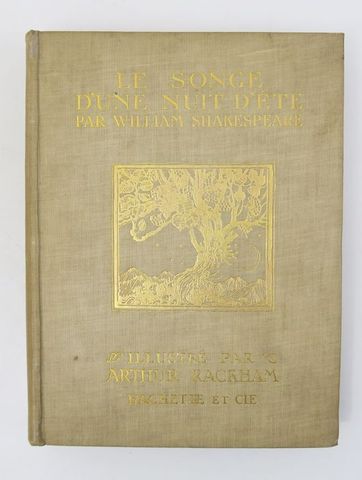 LE SONGE
D'UNE NUIT D'ÉTÉ
PAR WILLIAM SHAKESPEARE
ILLUSTRÉ PAR
ARTHUR RACKHAM
HACHETTE ET CIE